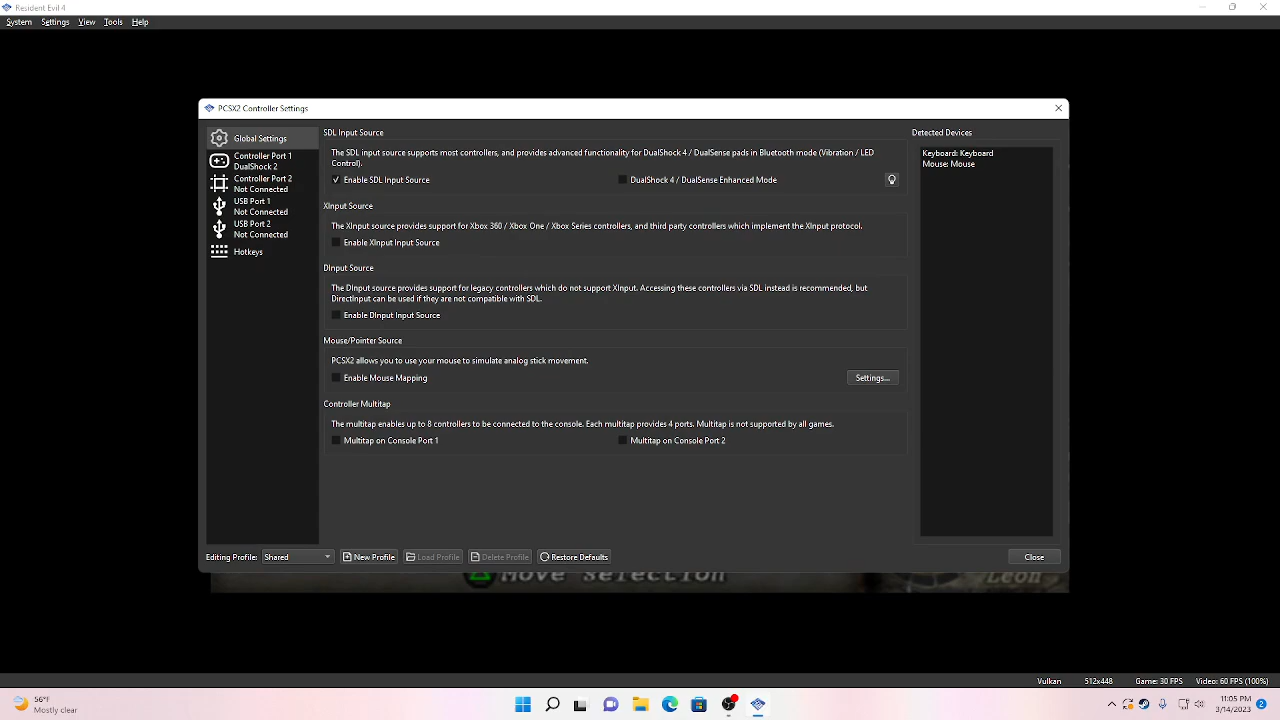 Resident Evil 4
System Settings View Tools Help
PCSX2 Controller Settings
Global Settings
Controller Port 1
DualShock 2
Controller Port 2
Not Connected
USB Port 1
Not Connected
USB Port 2
Not Connected
Hotkeys
SDL Input Source
The SDL input source supports most controllers, and provides advanced functionality for DualShock 4 / DualSense pads in Bluetooth mode (Vibration / LED
Control).
Enable SDL Input Source
DualShock 4 / DualSense Enhanced Mode
XInput Source
The XInput source provides support for Xbox 360 / Xbox One / Xbox Series controllers, and third party controllers which implement the XInput protocol.
Enable XInput Input Source
DInput Source
The DInput source provides support for legacy controllers which do not support XInput. Accessing these controllers via SDL instead is recommended, but
DirectInput can be used if they are not compatible with SDL.
Enable DInput Input Source
Mouse/Pointer Source
PCSX2 allows you to use your mouse to simulate analog stick movement.
Enable Mouse Mapping
Settings...
Controller Multitap
The multitap enables up to 8 controllers to be connected to the console. Each multitap provides 4 ports. Multitap is not supported by all games.
Multitap on Console Port 1
Multitap on Console Port 2
Detected Devices
Keyboard: Keyboard
Mouse: Mouse
Editing Profile: Shared New Profile Load Profile Delete Profile Restore Defaults Close
Move Selection
Leon
Vulkan 512x448 Game: 30 FPS Video: 60 FPS (100%)
56°F
Mostly clear
11:05 PM
3/14/2023
2